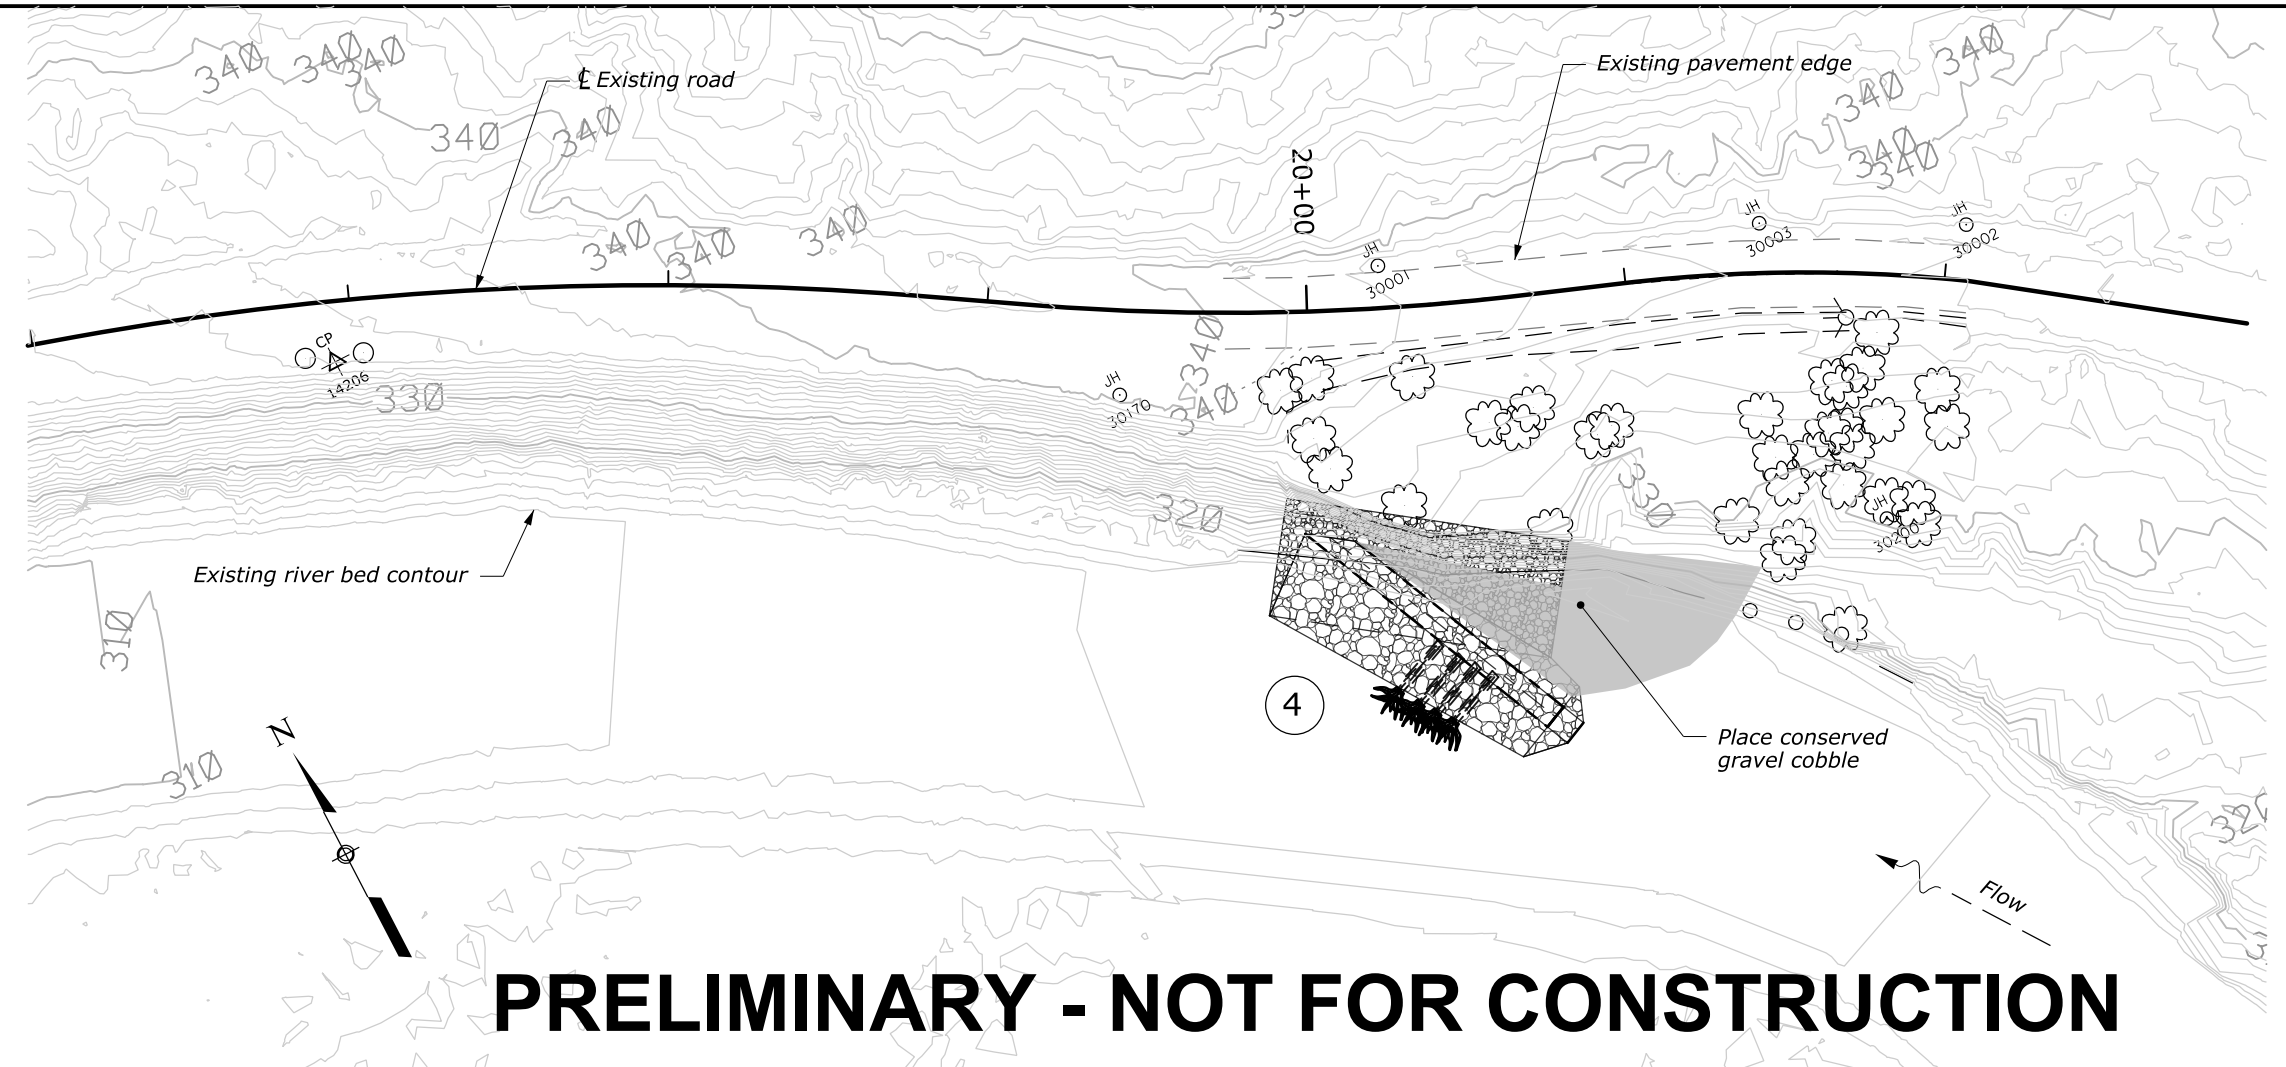 340
340
340
340
340
℄ Existing road
Existing pavement edge
340
340
340
340
20+00
340
340
340
JH
30001
JH
30003
JH
30002
CP
14206
330
JH
30170
340
340
320
330
JH
30200
Existing river bed contour
310
310
N
4
Place conserved
gravel cobble
Flow
PRELIMINARY - NOT FOR CONSTRUCTION